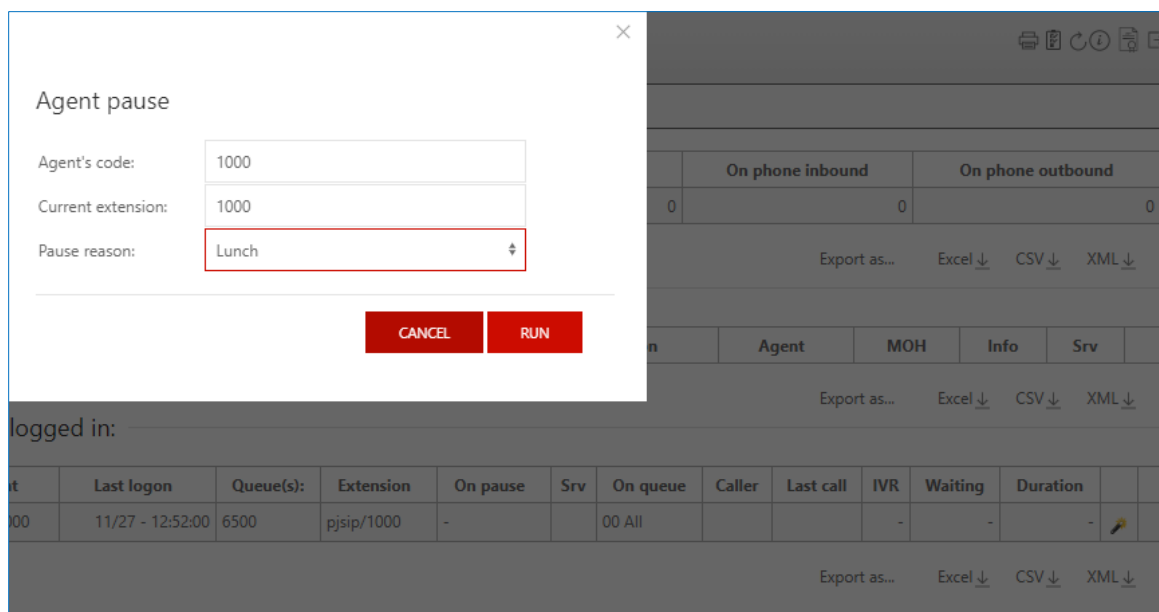 Agent pause
Agent's code: 1000
Current extension: 1000
Pause reason: Lunch
CANCEL RUN
On phone inbound On phone outbound
0 0 0
Export as... Excel CSV XML
n Agent MOH Info Srv
Export as... Excel CSV XML
logged in:
nt Last logon Queue(s): Extension On pause Srv On queue Caller Last call IVR Waiting Duration
000 11/27 - 12:52:00 6500 pjsip/1000 - 00 All - - -
Export as... Excel CSV XML